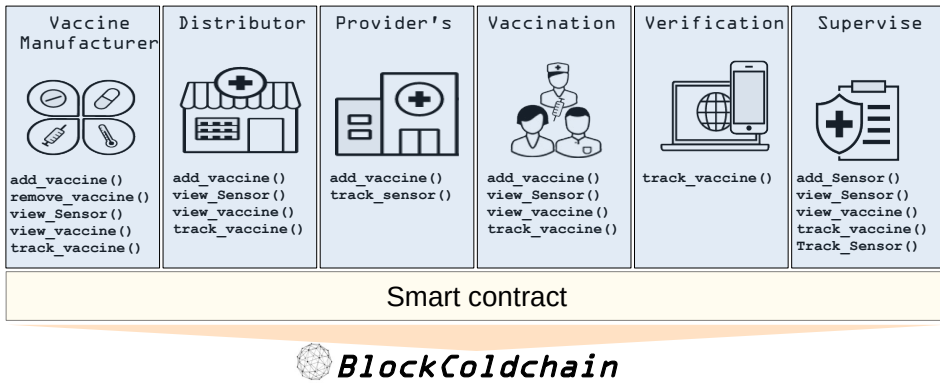 Vaccine
Manufacturer
add_vaccine()
remove_vaccine()
view_Sensor()
view_vaccine()
track_vaccine()
Distributor
add_vaccine()
view_Sensor()
view_vaccine()
track_vaccine()
Provider's
add_vaccine()
track_sensor()
Vaccination
add_vaccine()
view_Sensor()
view_vaccine()
track_vaccine()
Verification
track_vaccine()
Supervise
add_Sensor()
view_Sensor()
view_vaccine()
track_vaccine()
Track_Sensor()
Smart contract
BlockColdchain